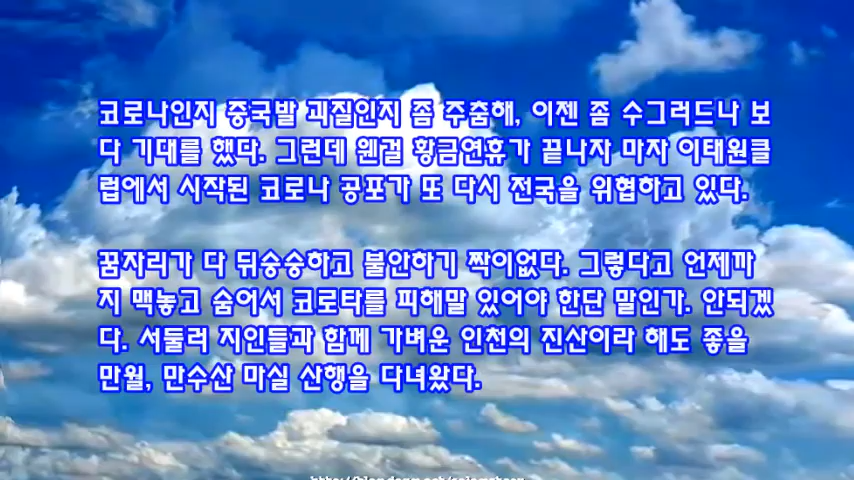 코로나인지 중국발 괴질인지 좀 주춤해, 이젠 좀 수그러드나 보
다 기대를 했다. 그런데 웬걸 황금연휴가 끝나자 마자 이태원클
럽에서 시작된 코로나 공포가 또 다시 전국을 위협하고 있다.
꿈자리가 다 뒤숭숭하고 불안하기 짝이없다. 그렇다고 언제까
지 맥놓고 숨어서 코로타를 피해말 있어야 한단 말인가. 안되겠
다. 서둘러 지인들과 함께 가벼운 인천의 진산이라 해도 좋을
만월, 만수산 마실 산행을 다녀왔다.